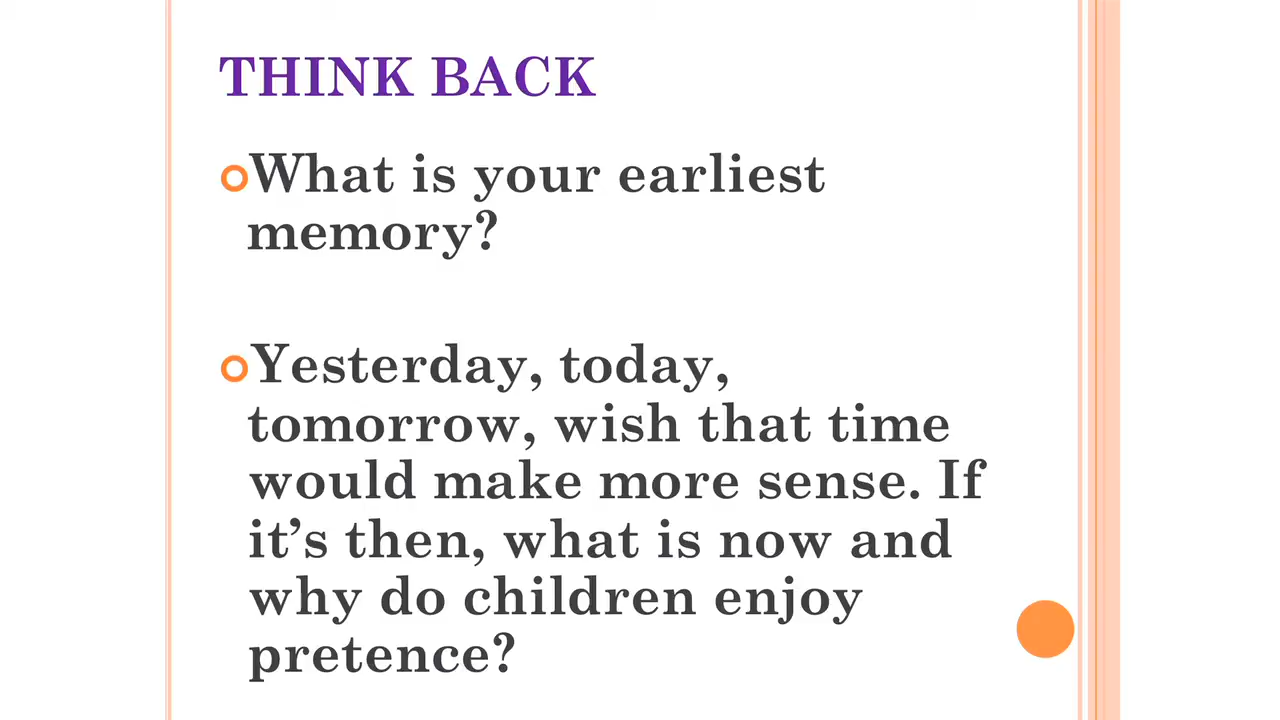 THINK BACK
What is your earliest
memory?
Yesterday, today,
tomorrow, wish that time
would make more sense. If
it’s then, what is now and
why do children enjoy
pretence?